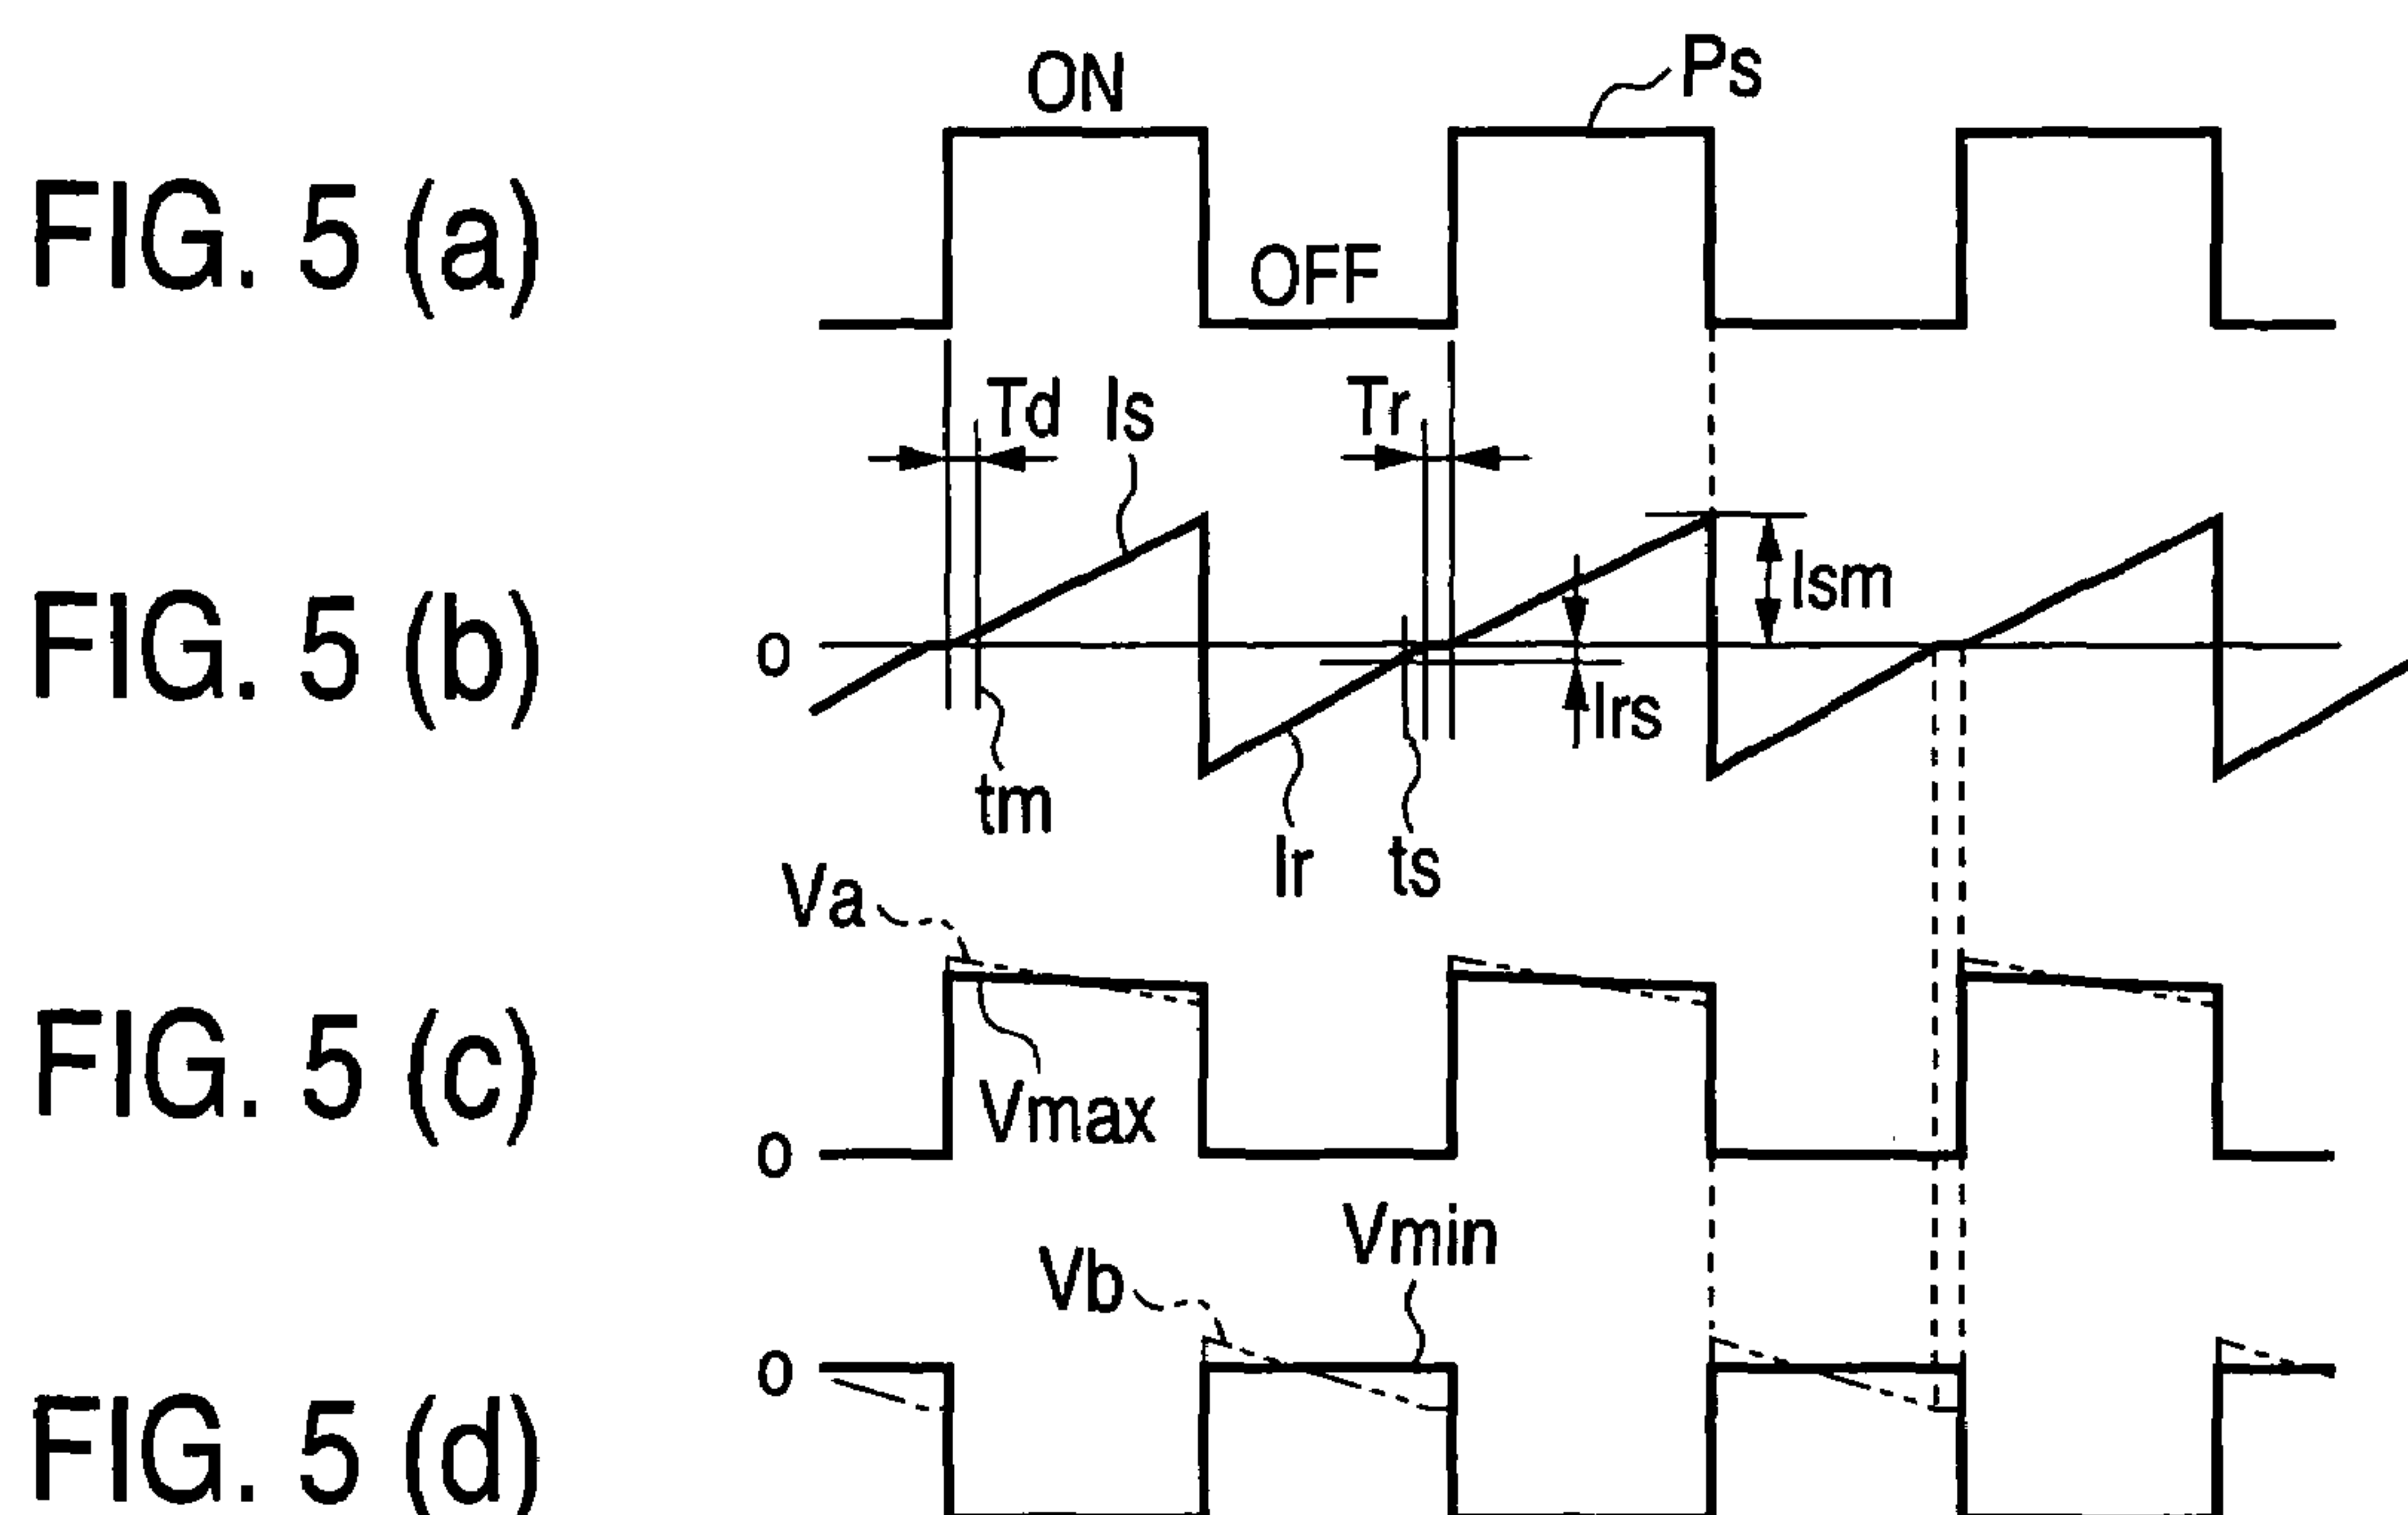 FIG. 5 (a)
ON
Ps
OFF
FIG. 5 (b)
Td
Is
Tr
Ism
o
Irs
tm
Ir
ts
FIG. 5 (c)
Va
Vmax
o
FIG. 5 (d)
Vb
Vmin
o